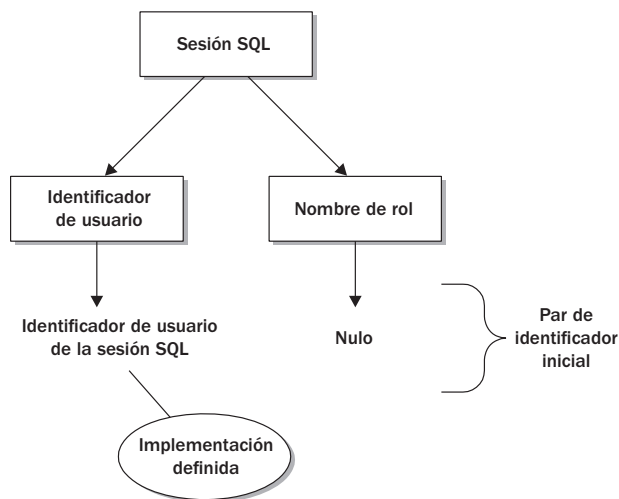 Sesión SQL
Identificador
de usuario
Nombre de rol
Identificador de usuario
de la sesión SQL
Nulo
Par de
identificador
inicial
Implementación
definida